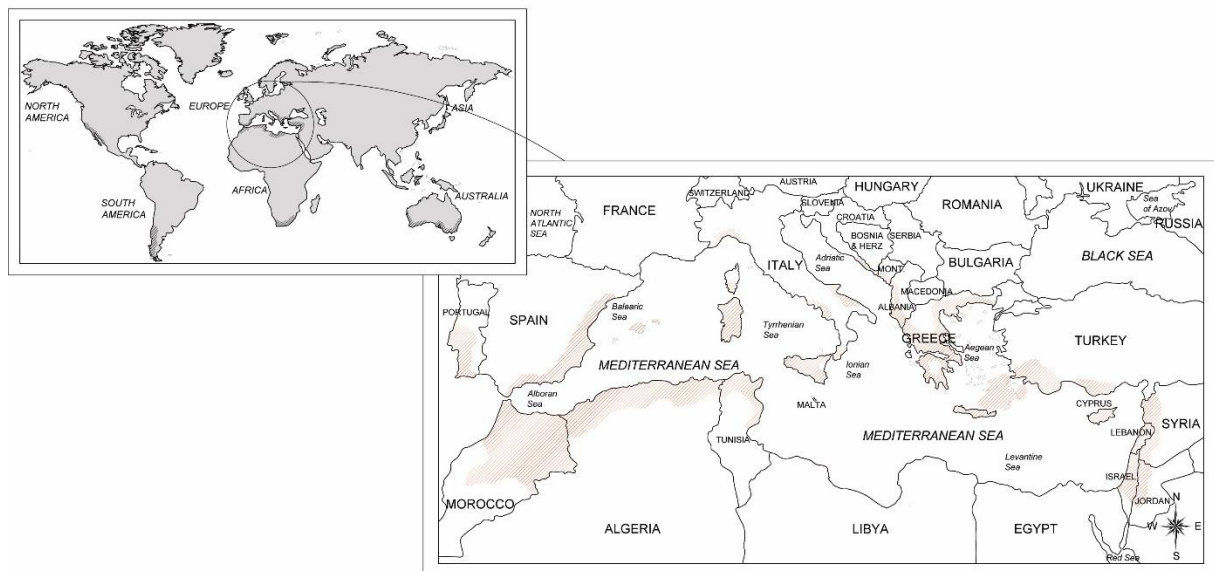 NORTH
AMERICA
EUROPE
ASIA
AFRICA
SOUTH
AMERICA
AUSTRALIA
AUSTRIA
SWITZERLAND
HUNGARY
UKRAINE
Sea
of Azov
RUSSIA
SLOVENIA
ROMANIA
NORTH
ATLANTIC
SEA
FRANCE
CROATIA
BOSNIA
& HERZ
SERBIA
ITALY
Adriatic
Sea
MONT.
BULGARIA
BLACK SEA
MACEDONIA
ALBANIA
PORTUGAL
SPAIN
Balearic
Sea
Tyrrhenian
Sea
GREECE
Aegean
Sea
TURKEY
MEDITERRANEAN SEA
Ionian
Sea
Alboran
Sea
MALTA
CYPRUS
SYRIA
LEBANON
TUNISIA
MEDITERRANEAN SEA
Levantine
Sea
ISRAEL
JORDAN
MOROCCO
ALGERIA
LIBYA
EGYPT
N
W
E
S
Red Sea